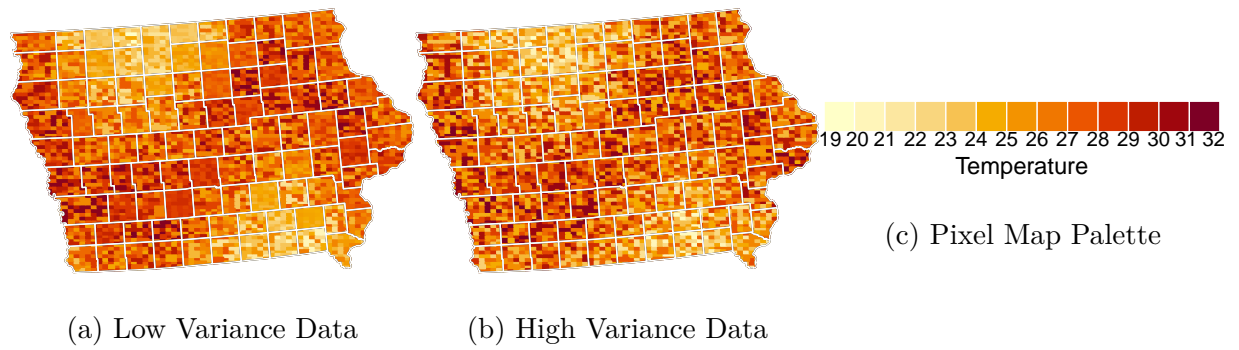 19 20 21 22 23 24 25 26 27 28 29 30 31 32
Temperature
(c) Pixel Map Palette
(a) Low Variance Data
(b) High Variance Data